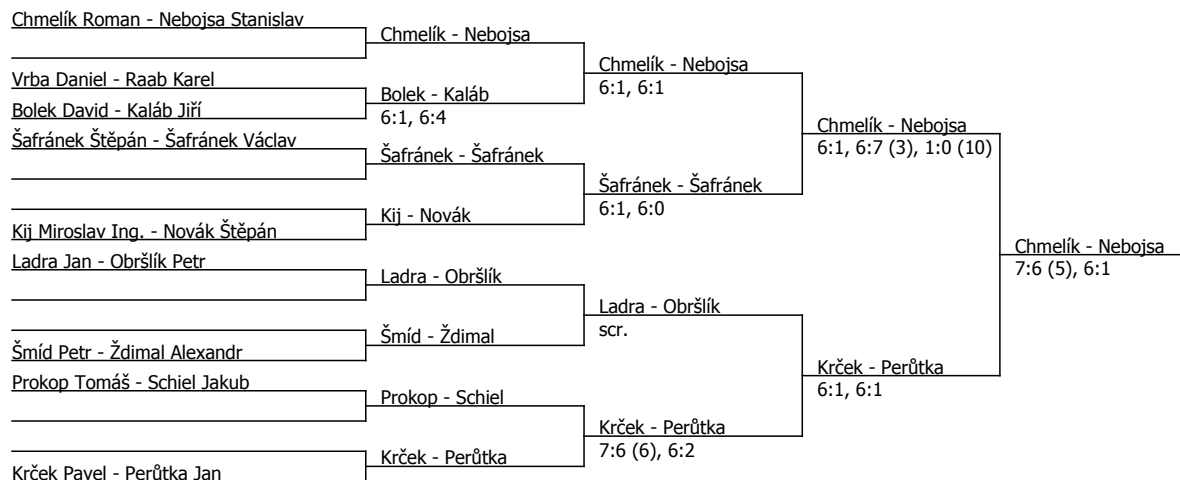 Chmelík Roman - Nebojsa Stanislav
Chmelík - Nebojsa
Chmelík - Nebojsa
6:1, 6:1
Vrba Daniel - Raab Karel
Bolek - Kaláb
6:1, 6:4
Bolek David - Kaláb Jiří
Chmelík - Nebojsa
6:1, 6:7 (3), 1:0 (10)
Šafránek Štěpán - Šafránek Václav
Šafránek - Šafránek
Šafránek - Šafránek
6:1, 6:0
Kij - Novák
Kij Miroslav Ing. - Novák Štěpán
Chmelík - Nebojsa
7:6 (5), 6:1
Ladra Jan - Obršlík Petr
Ladra - Obršlík
Ladra - Obršlík
scr.
Šmíd - Ždimal
Šmíd Petr - Ždimal Alexandr
Krček - Perůtka
6:1, 6:1
Prokop Tomáš - Schiel Jakub
Prokop - Schiel
Krček - Perůtka
7:6 (6), 6:2
Krček - Perůtka
Krček Pavel - Perůtka Jan